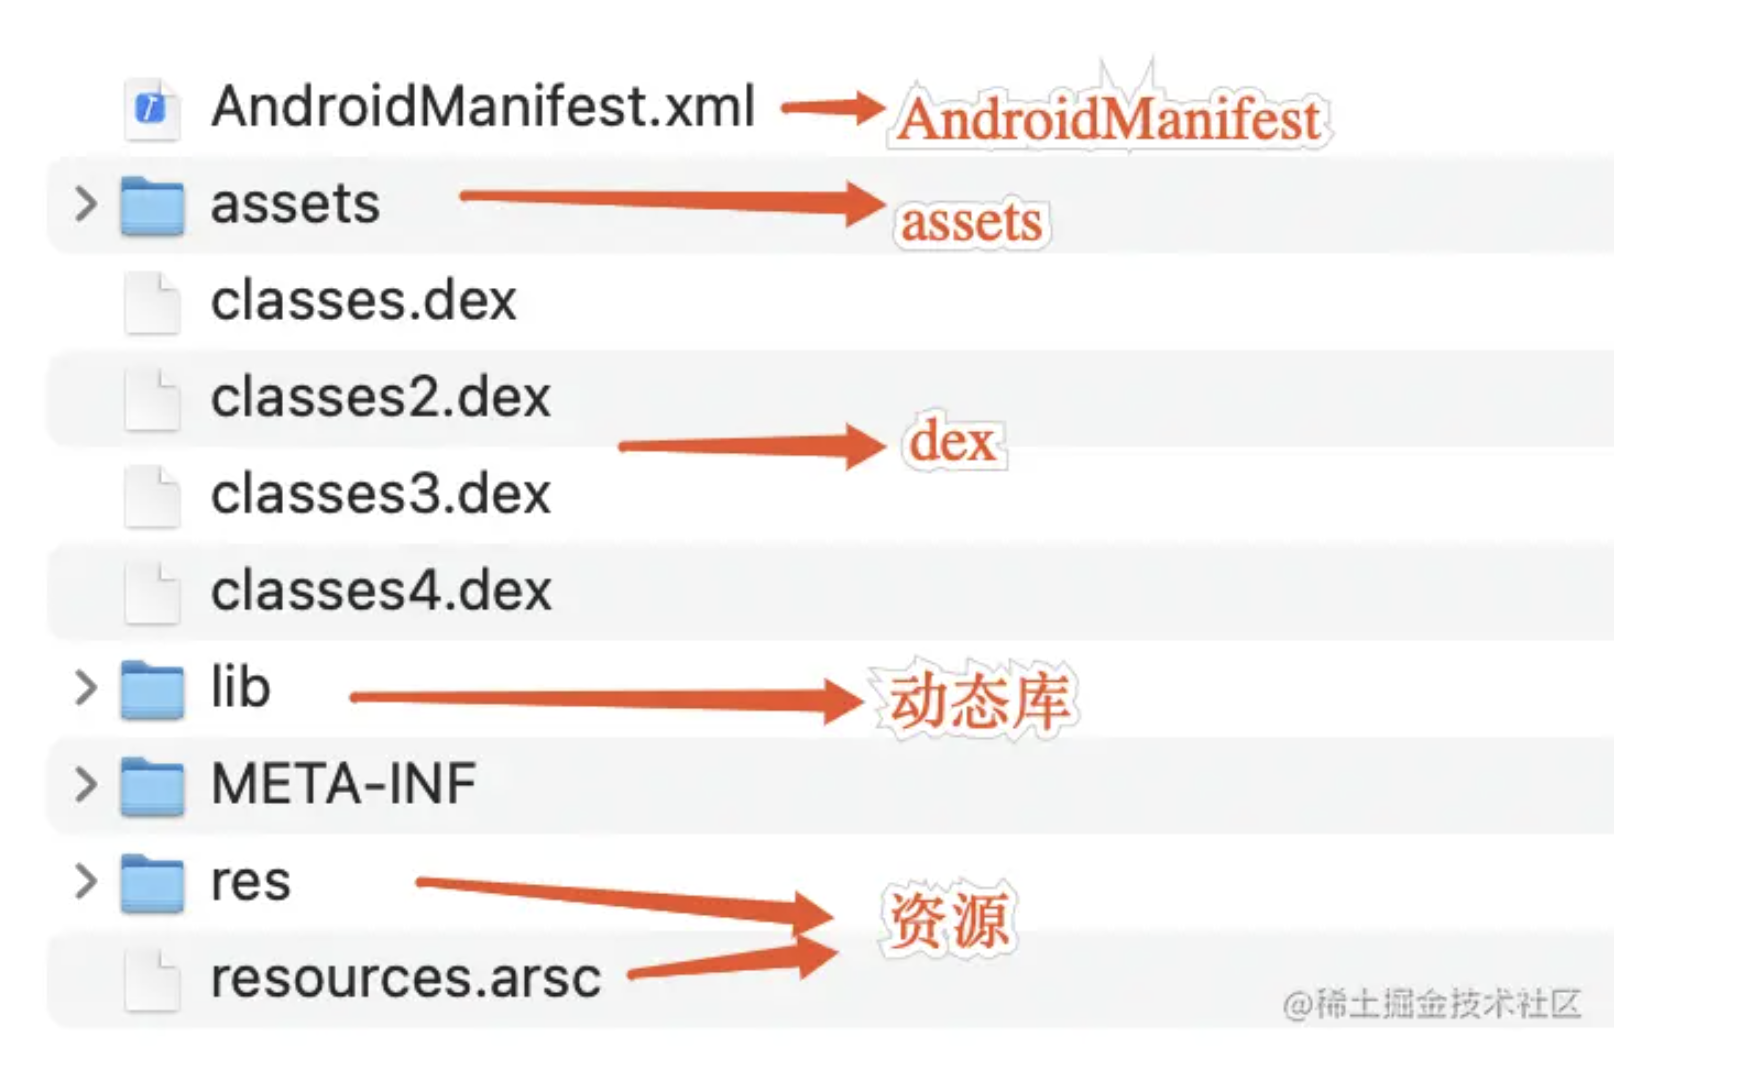 AndroidManifest.xml AndroidManifest
assets assets
classes.dex
classes2.dex
dex
classes3.dex
classes4.dex
lib 动态库
META-INF
res
资源
resources.arsc
@稀土掘金技术社区